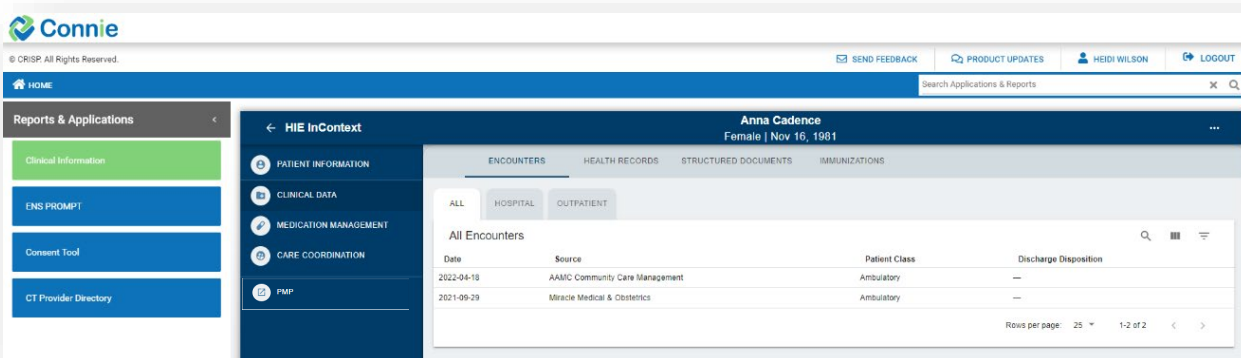 Connie
© CRISP. All Rights Reserved.
SEND FEEDBACK PRODUCT UPDATES HEIDI WILSON LOGOUT
HOME
Search Applications & Reports
Reports & Applications
Clinical Information
ENS PROMPT
Consent Tool
CT Provider Directory
HIE InContext
Anna Cadence
Female | Nov 16, 1981
PATIENT INFORMATION
CLINICAL DATA
MEDICATION MANAGEMENT
CARE COORDINATION
PMP
ENCOUNTERS HEALTH RECORDS STRUCTURED DOCUMENTS IMMUNIZATIONS
ALL HOSPITAL OUTPATIENT
All Encounters
Date Source Patient Class Discharge Disposition
2022-04-18 AAMC Community Care Management Ambulatory —
2021-09-29 Miracle Medical & Obstetrics Ambulatory —
Rows per page: 25 1-2 of 2